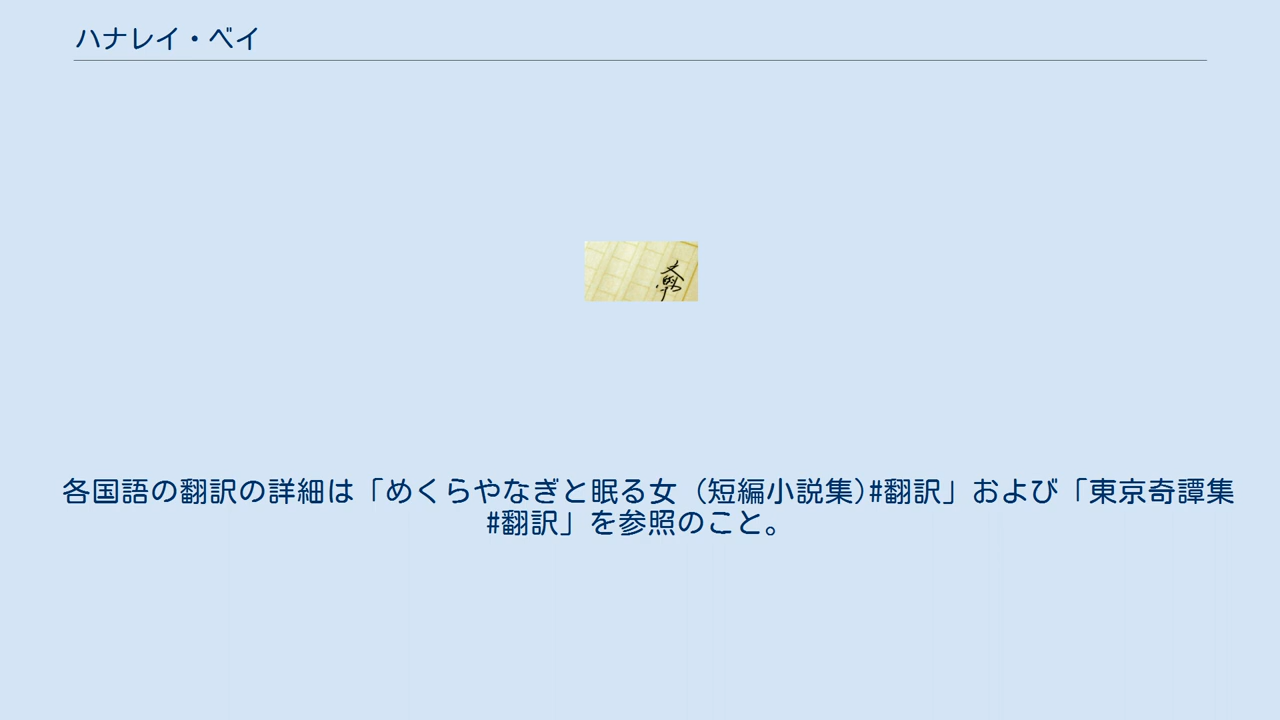 ハナレイ・ベイ
各国語の翻訳の詳細は「めくらやなぎと眠る女 (短編小説集)#翻訳」および「東京奇譚集
#翻訳」を参照のこと。